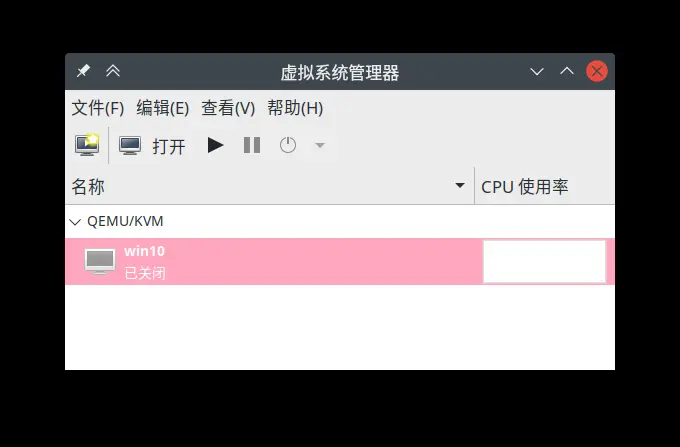 虚拟系统管理器
文件(F) 编辑(E) 查看(V) 帮助(H)
打开
名称 CPU 使用率
QEMU/KVM
win10
已关闭